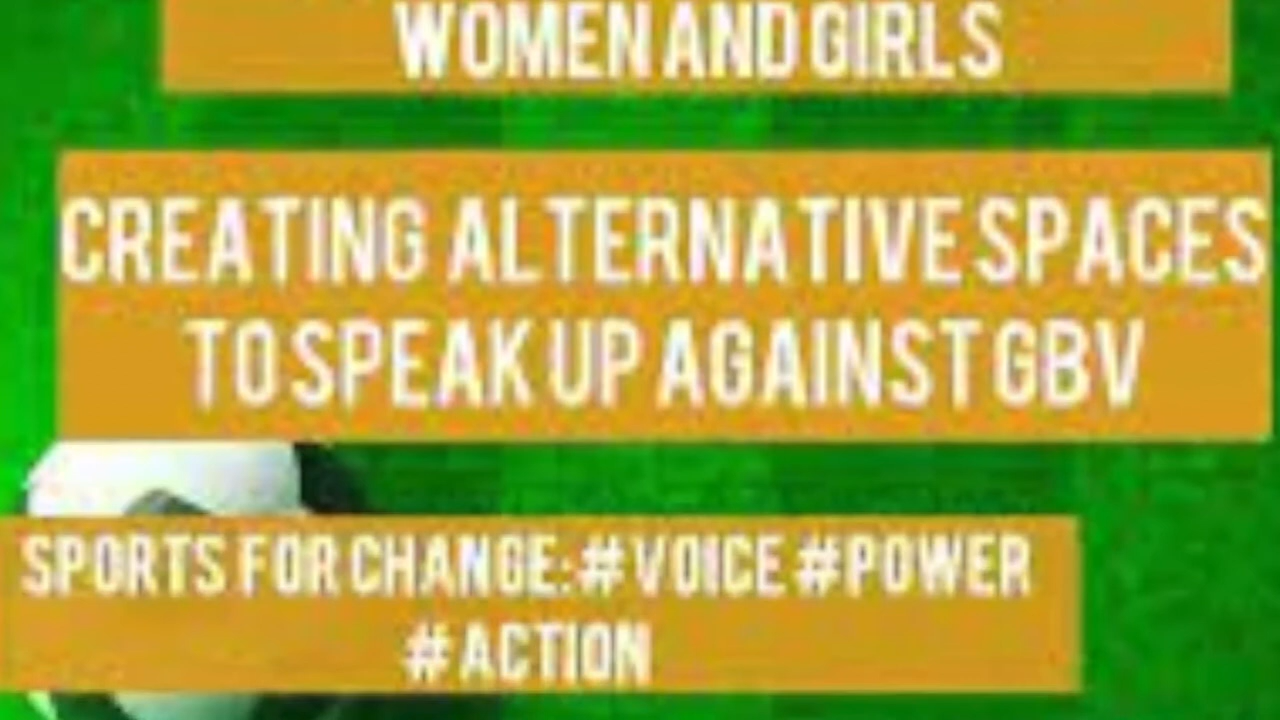 WOMEN AND GIRLS
CREATING ALTERNATIVE SPACES
TO SPEAK UP AGAINST GBV
SPORTS FOR CHANGE: #VOICE #POWER
#ACTION